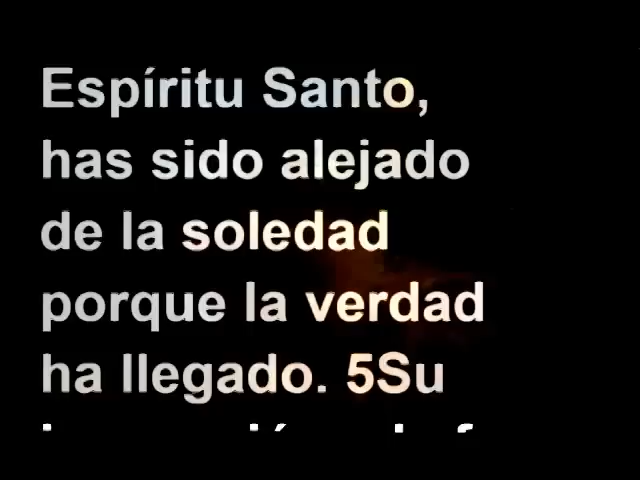 Espíritu Santo,
has sido alejado
de la soledad
porque la verdad
ha llegado. 5Su